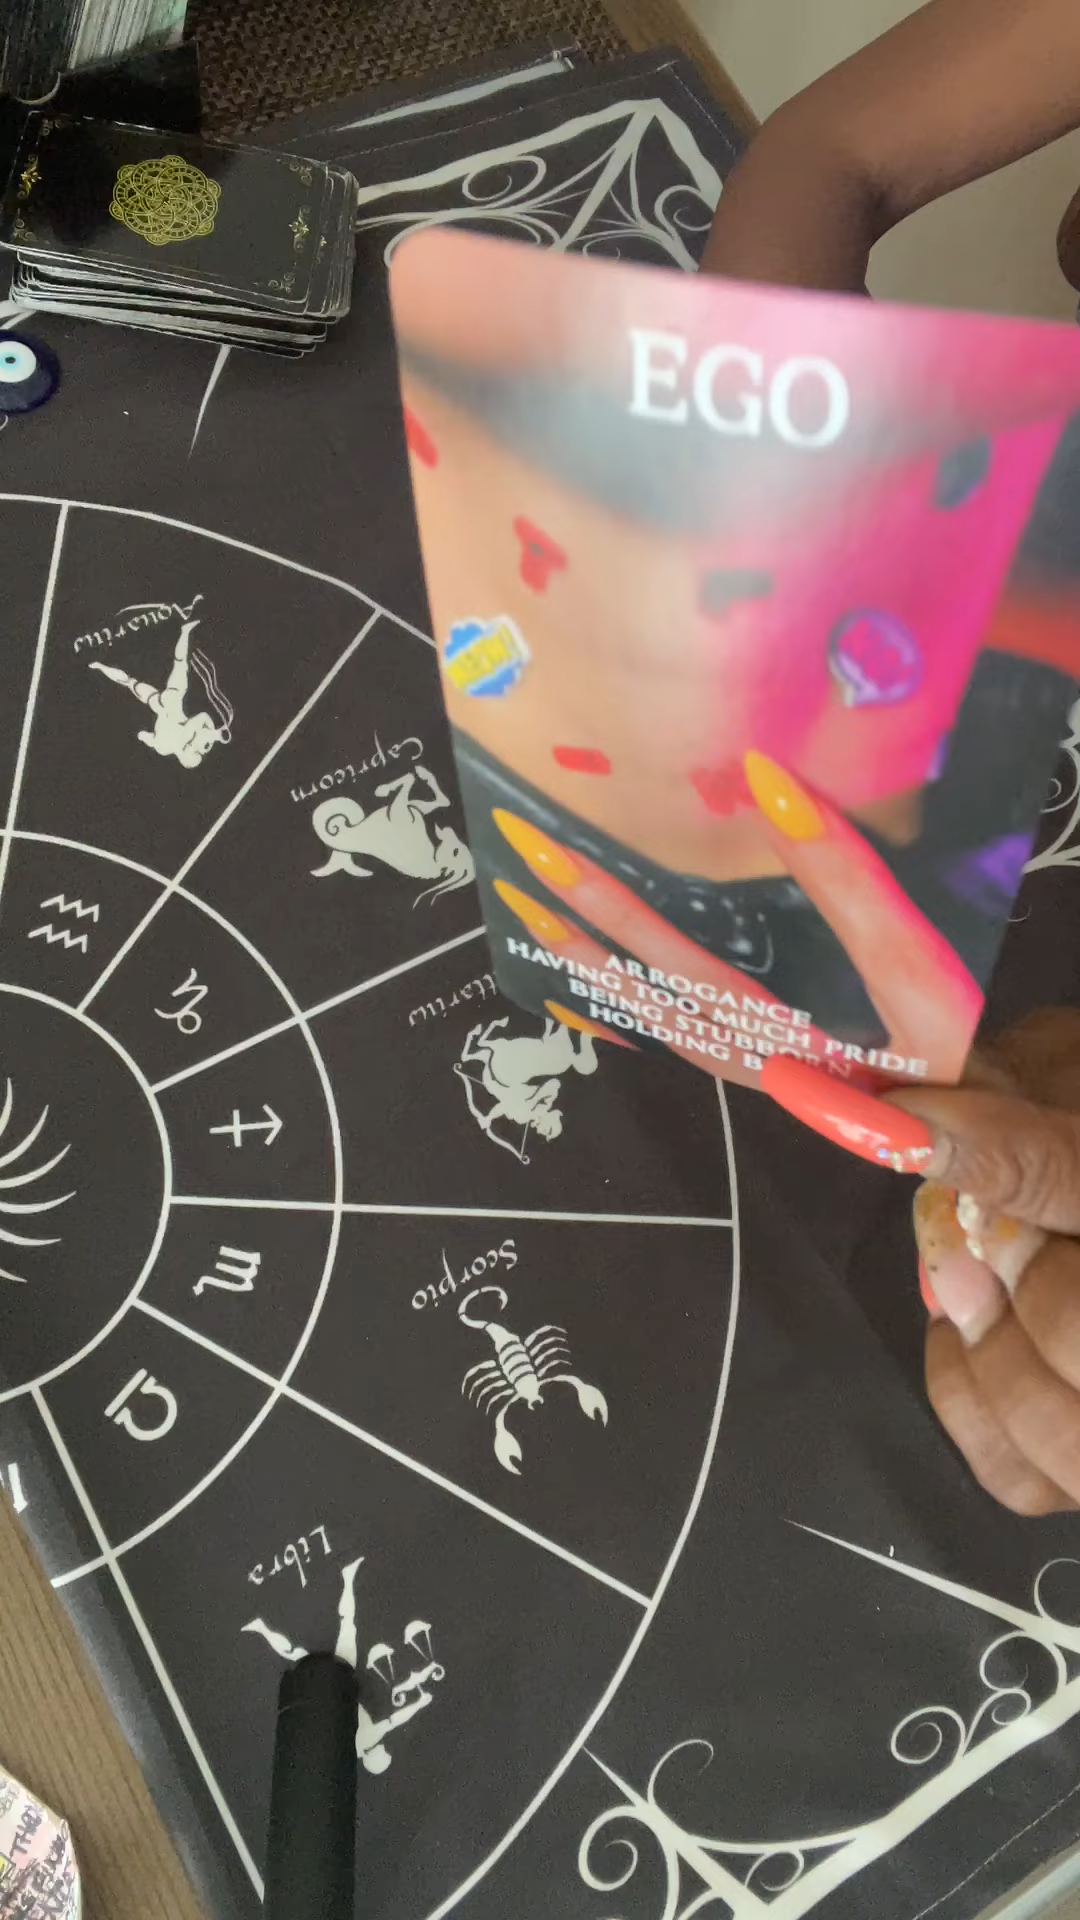 EGO
ARROGANCE
HAVING TOO MUCH PRIDE
BEING STUBBORN
HOLDING
Aquarius
Capricorn
Scorpio
Libra